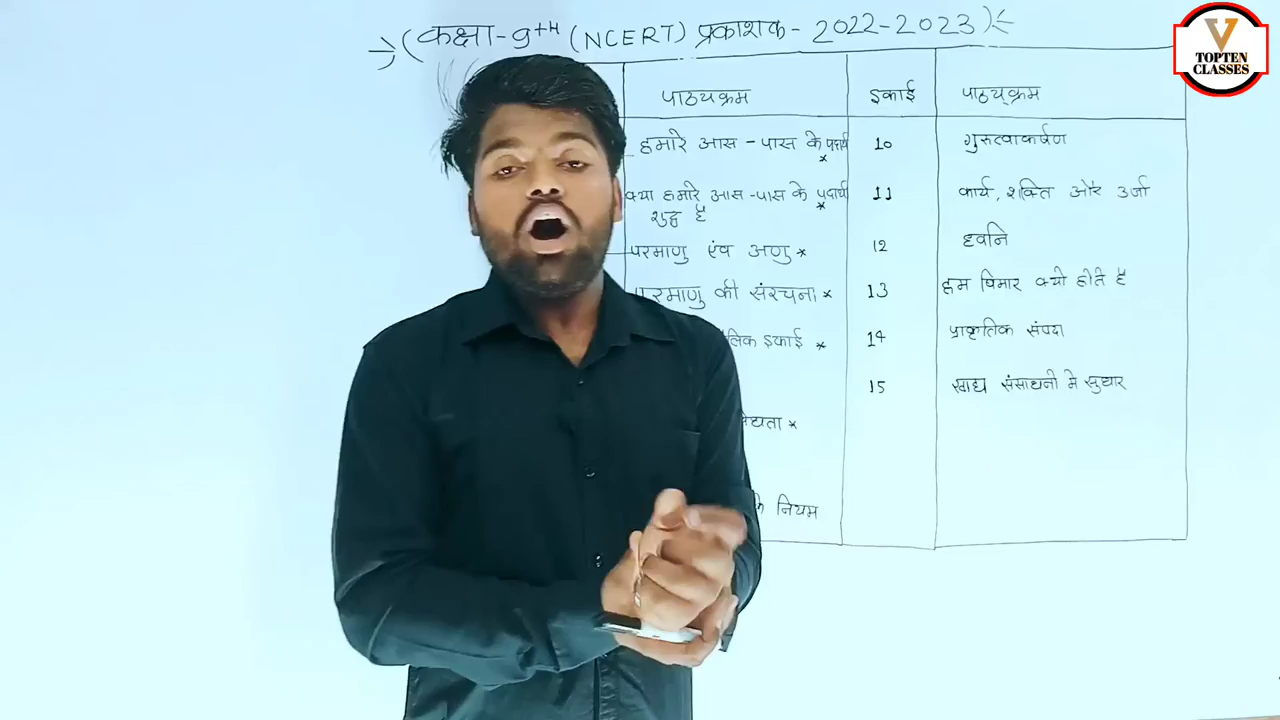 (कक्षा-9th (NCERT) प्रकाशक- 2022-2023)
V
TOPTEN
CLASSES
पाठयक्रम इकाई पाठय्क्रम
हमारे आस-पास के पदार्थ * 10 गुरुत्वाकर्षण
क्या हमारे आस-पास के पदार्थ * 11 कार्य, शक्ति और उर्जा
शुद्ध है
परमाणु एंव अणु * 12 ध्वनि
परमाणु की संरचना * 13 हम बिमार क्यो होते है
लिक इकाई * 14 प्राकृतिक संपदा
15 खाद्य संसाधनो मे सुधार
*
नियम